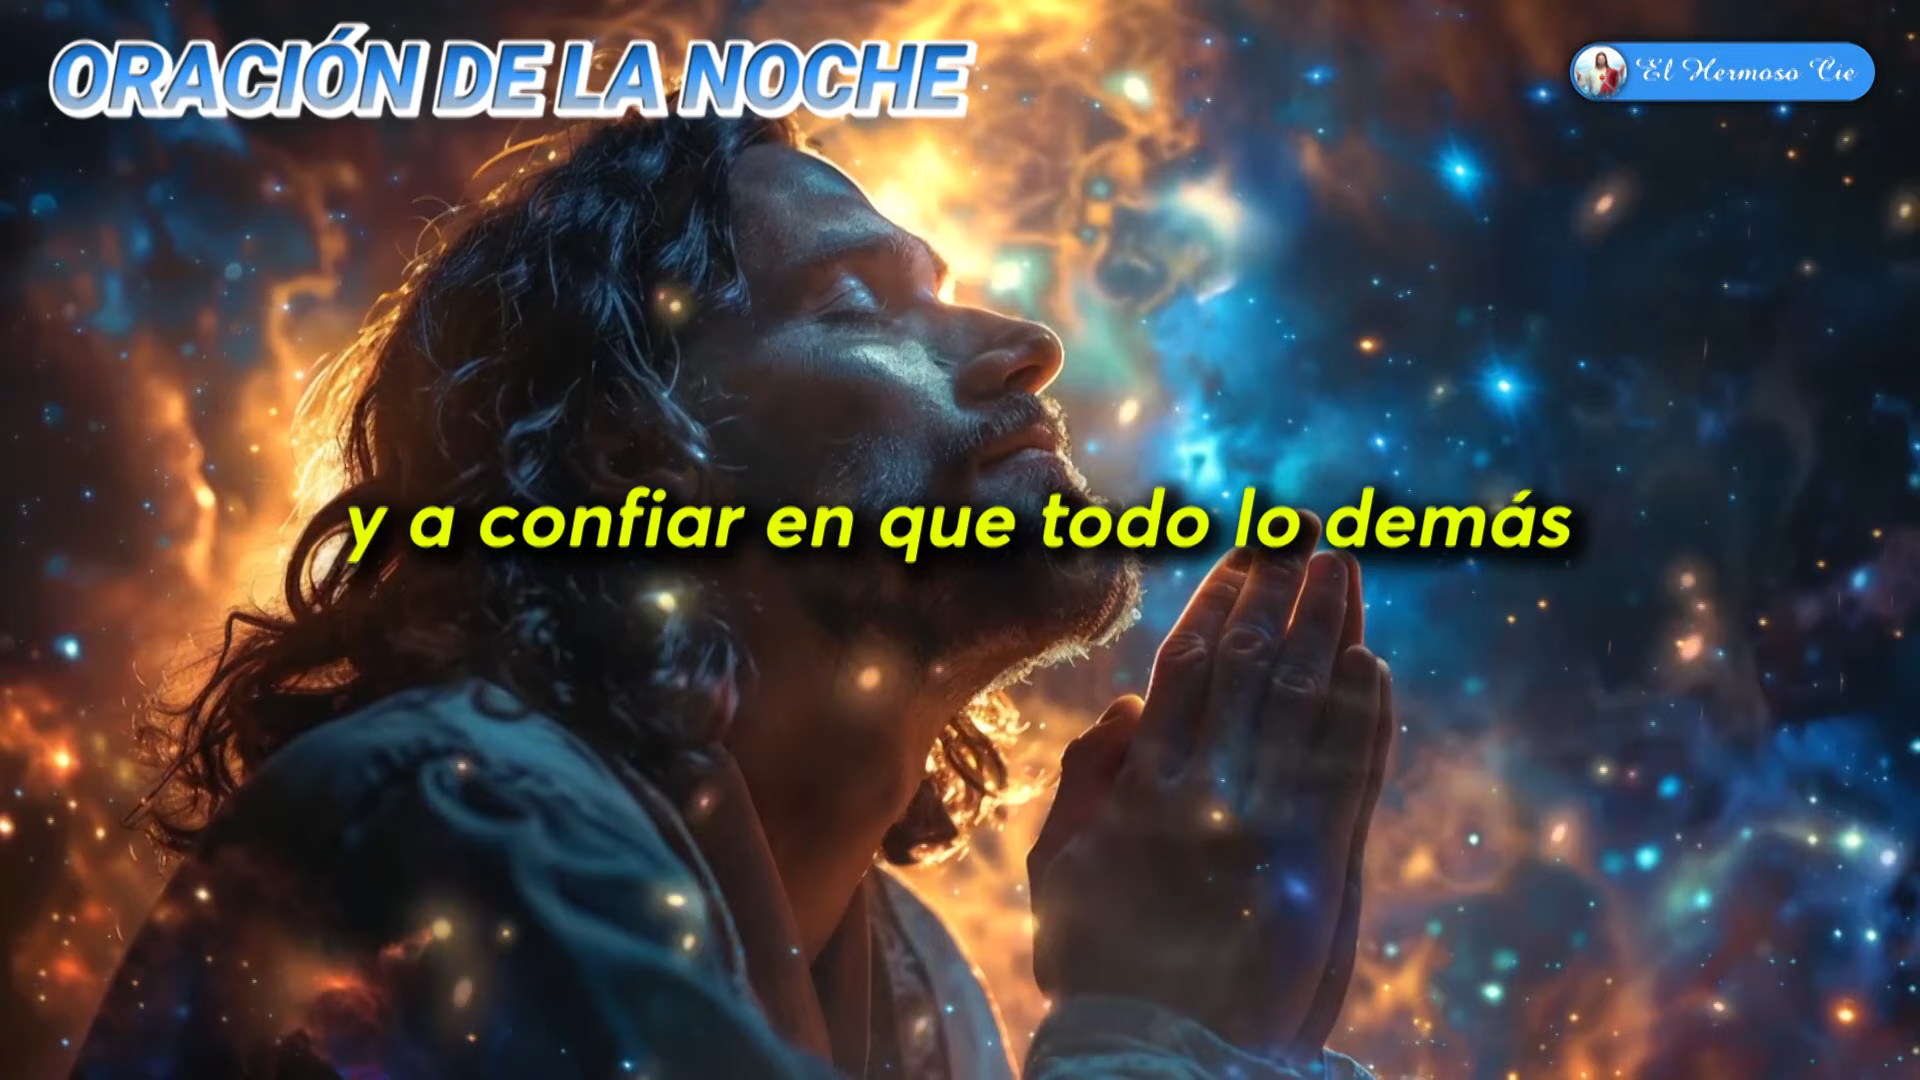 ORACIÓN DE LA NOCHE
El Hermoso Cie
y a confiar en que todo lo demás